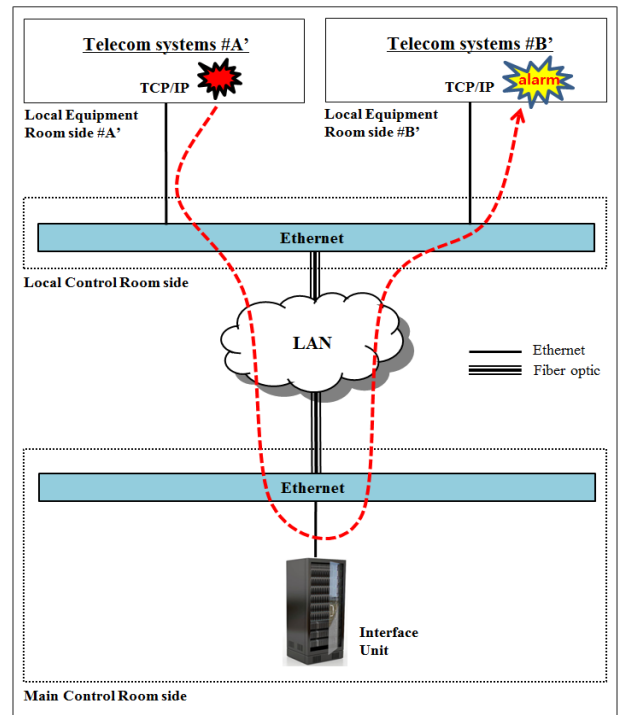 Telecom systems #A’
TCP/IP
Local Equipment
Room side #A’
Telecom systems #B’
TCP/IP
alarm
Local Equipment
Room side #B’
Ethernet
Local Control Room side
LAN
Ethernet
Fiber optic
Ethernet
Interface
Unit
Main Control Room side